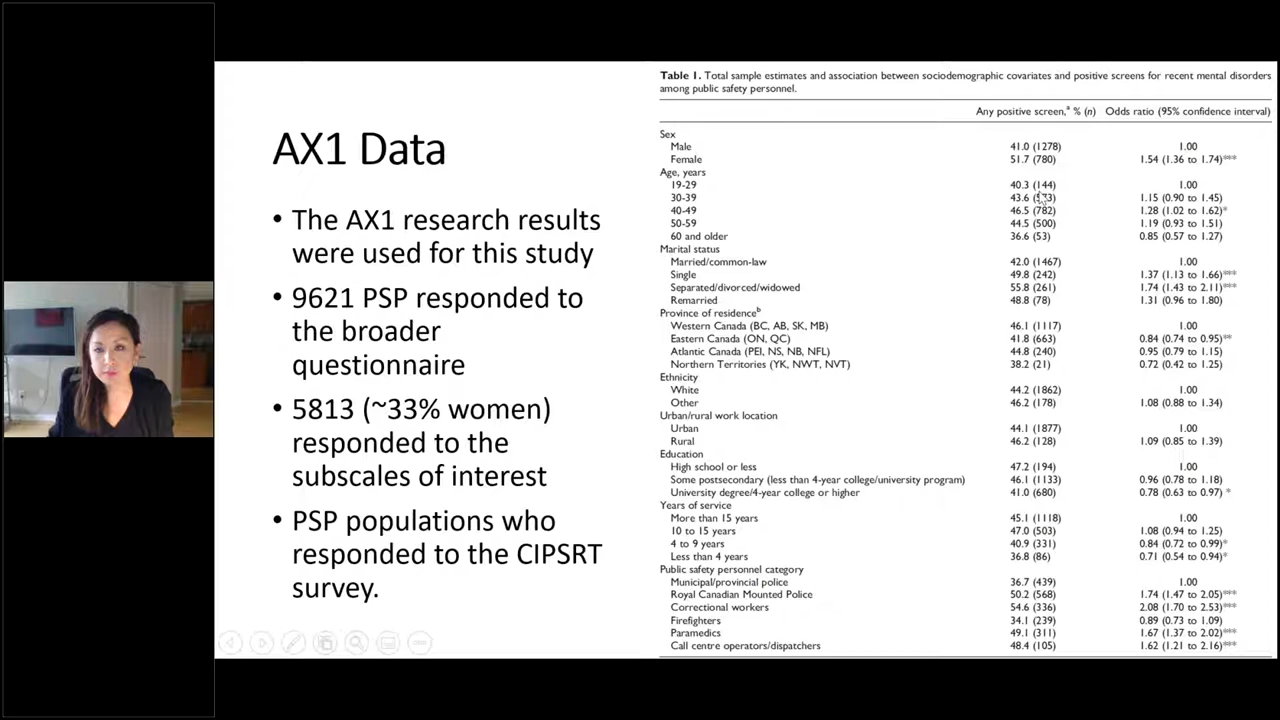 AX1 Data
• The AX1 research results
were used for this study
• 9621 PSP responded to
the broader
questionnaire
• 5813 (~33% women)
responded to the
subscales of interest
• PSP populations who
responded to the CIPSRT
survey.
Table 1. Total sample estimates and association between sociodemographic covariates and positive screens for recent mental disorders
among public safety personnel.
Any positive screen,a % (n) Odds ratio (95% confidence interval)
Sex
Male 41.0 (1278) 1.00
Female 51.7 (780) 1.54 (1.36 to 1.74)***
Age, years
19-29 40.3 (144) 1.00
30-39 43.6 1.15 (0.90 to 1.45)
40-49 46.5 (782) 1.28 (1.02 to 1.62)*
50-59 44.5 (500) 1.19 (0.93 to 1.51)
60 and older 36.6 (53) 0.85 (0.57 to 1.27)
Marital status
Married/common-law 42.0 (1467) 1.00
Single 49.8 (242) 1.37 (1.13 to 1.66)***
Separated/divorced/widowed 55.8 (261) 1.74 (1.43 to 2.11)***
Remarried 48.8 (78) 1.31 (0.96 to 1.80)
Province of residenceb
Western Canada (BC, AB, SK, MB) 46.1 (1117) 1.00
Eastern Canada (ON, QC) 41.8 (663) 0.84 (0.74 to 0.95)**
Atlantic Canada (PEI, NS, NB, NFL) 44.8 (240) 0.95 (0.79 to 1.15)
Northern Territories (YK, NWT, NVT) 38.2 (21) 0.72 (0.42 to 1.25)
Ethnicity
White 44.2 (1862) 1.00
Other 46.2 (178) 1.08 (0.88 to 1.34)
Urban/rural work location
Urban 44.1 (1877) 1.00
Rural 46.2 (128) 1.09 (0.85 to 1.39)
Education
High school or less 47.2 (194) 1.00
Some postsecondary (less than 4-year college/university program) 46.1 (1133) 0.96 (0.78 to 1.18)
University degree/4-year college or higher 41.0 (680) 0.78 (0.63 to 0.97) *
Years of service
More than 15 years 45.1 (1118) 1.00
10 to 15 years 47.0 (503) 1.08 (0.94 to 1.25)
4 to 9 years 40.9 (331) 0.84 (0.72 to 0.99)*
Less than 4 years 36.8 (86) 0.71 (0.54 to 0.94)*
Public safety personnel category
Municipal/provincial police 36.7 (439) 1.00
Royal Canadian Mounted Police 50.2 (568) 1.74 (1.47 to 2.05)***
Correctional workers 54.6 (336) 2.08 (1.70 to 2.53)***
Firefighters 34.1 (239) 0.89 (0.73 to 1.09)
Paramedics 49.1 (311) 1.67 (1.37 to 2.02)***
Call centre operators/dispatchers 48.4 (105) 1.62 (1.21 to 2.16)***